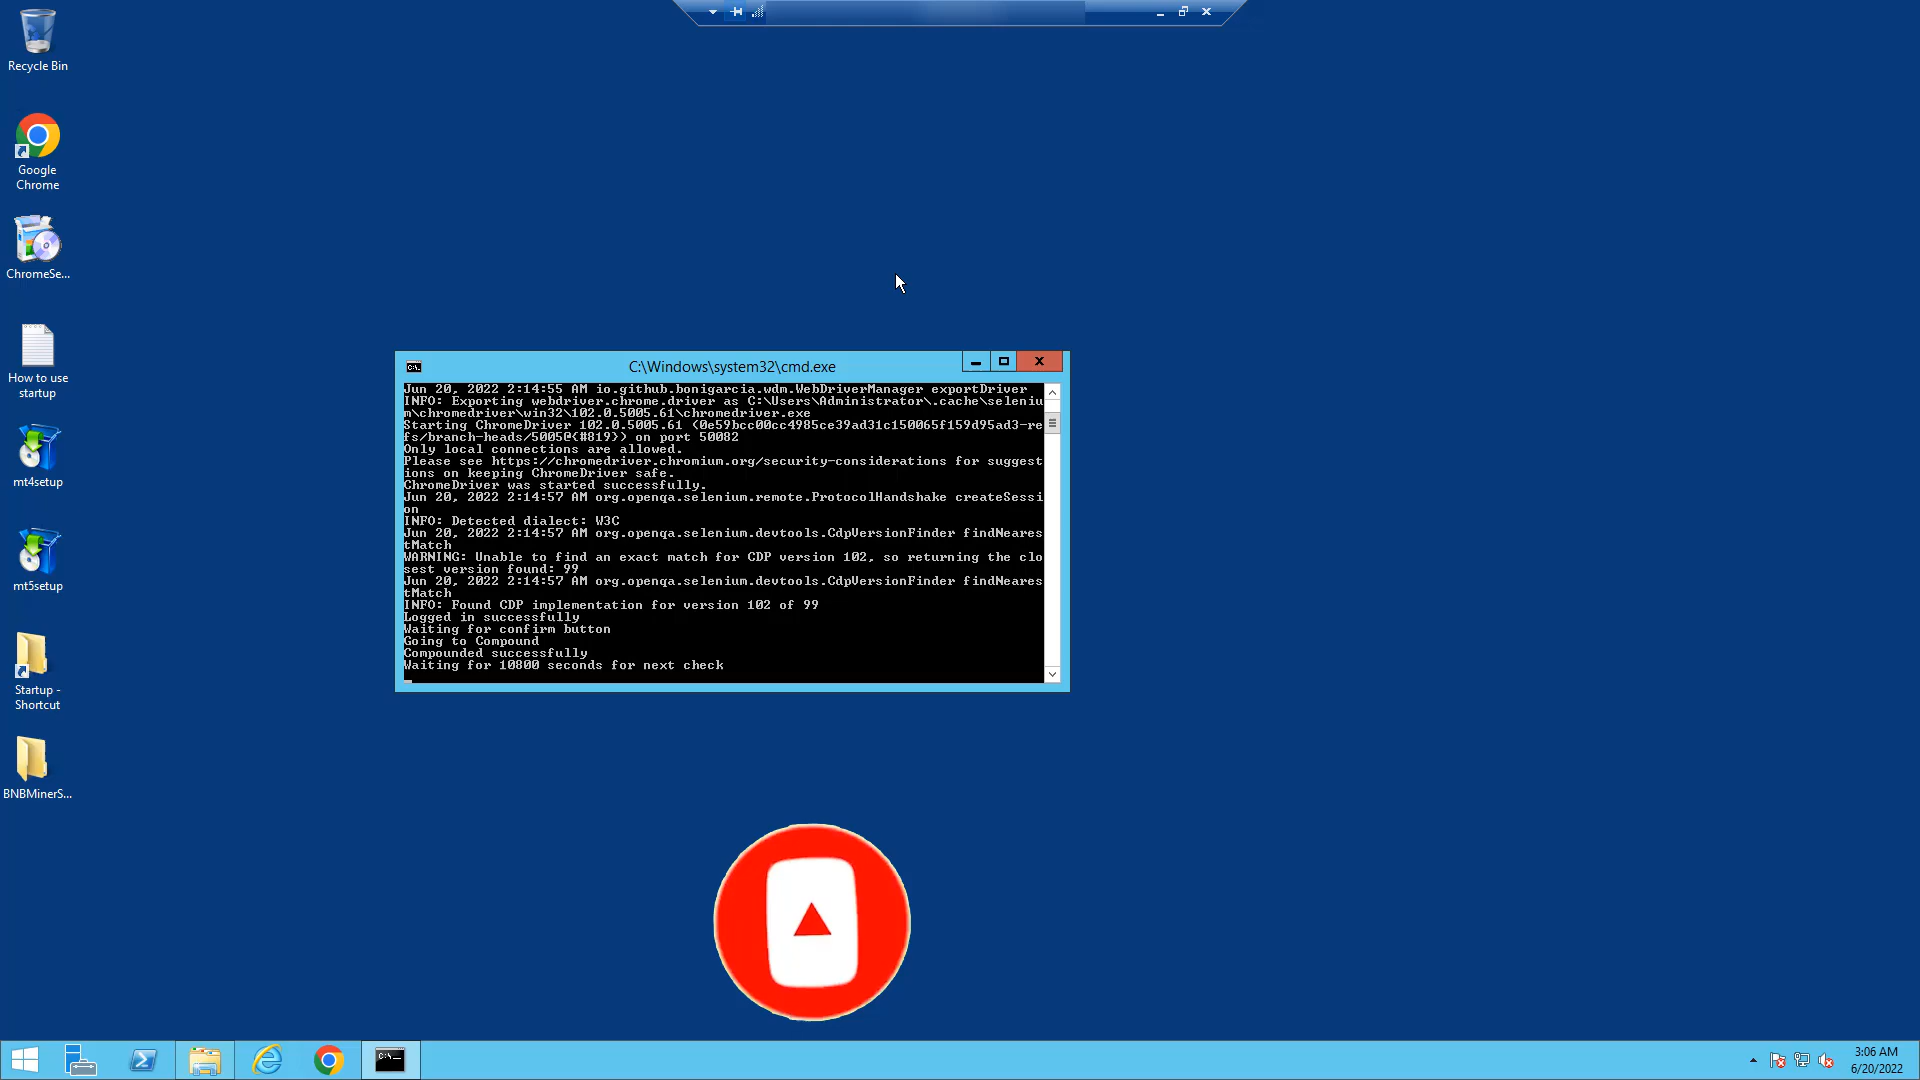 Recycle Bin
Google
Chrome
ChromeSe...
How to use
startup
mt4setup
mt5setup
Startup -
Shortcut
BNBMinerS...
C:\Windows\system32\cmd.exe
Jun 20, 2022 2:14:55 AM io.github.bonigarcia.wdm.WebDriverManager exportDriver
INFO: Exporting webdriver.chrome.driver as C:\Users\Administrator\.cache\seleniu
m\chromedriver\win32\102.0.5005.61\chromedriver.exe
Starting ChromeDriver 102.0.5005.61 (0e59bcc00cc4985ce39ad31c150065f159d95ad3-re
fs/branch-heads/5005@{#819}) on port 50082
Only local connections are allowed.
Please see https://chromedriver.chromium.org/security-considerations for suggest
ions on keeping ChromeDriver safe.
ChromeDriver was started successfully.
Jun 20, 2022 2:14:57 AM org.openqa.selenium.remote.ProtocolHandshake createSessi
on
INFO: Detected dialect: W3C
Jun 20, 2022 2:14:57 AM org.openqa.selenium.devtools.CdpVersionFinder findNeares
tMatch
WARNING: Unable to find an exact match for CDP version 102, so returning the clo
sest version found: 99
Jun 20, 2022 2:14:57 AM org.openqa.selenium.devtools.CdpVersionFinder findNeares
tMatch
INFO: Found CDP implementation for version 102 of 99
Logged in successfully
Waiting for confirm button
Going to Compound
Compounded successfully
Waiting for 10800 seconds for next check
3:06 AM
6/20/2022